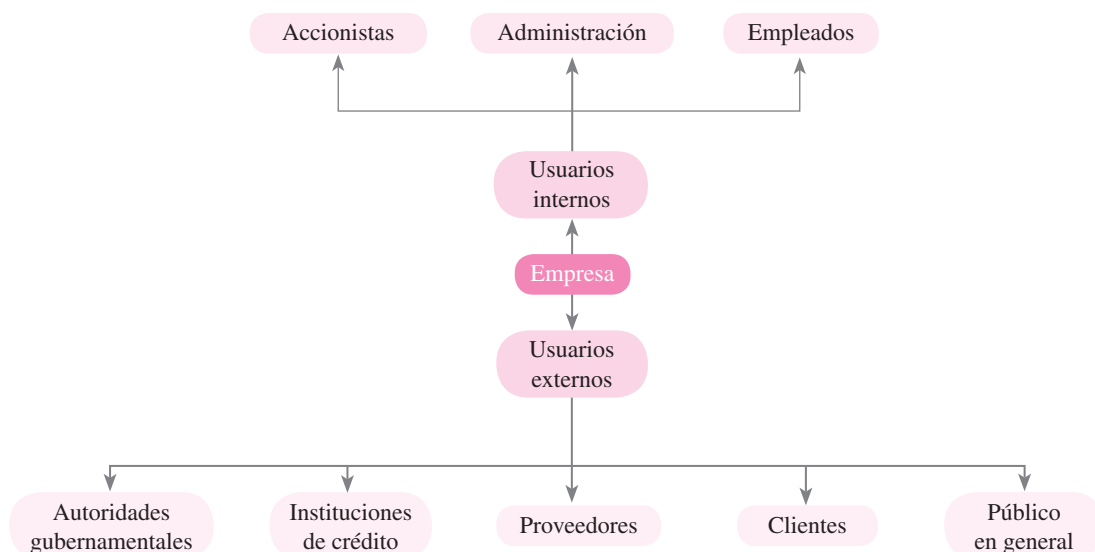 Accionistas
Administración
Empleados
Usuarios
internos
Empresa
Usuarios
externos
Autoridades
gubernamentales
Instituciones
de crédito
Proveedores
Clientes
Público
en general